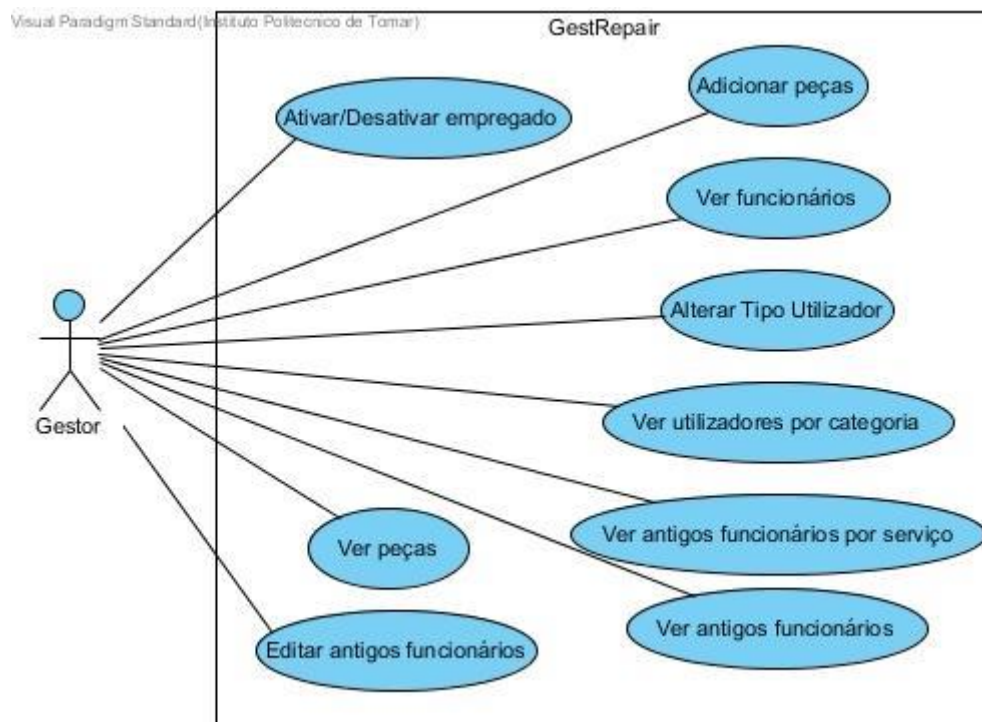 Visual Paradigm Standard(Instituto Politecnico de Tomar)
GestRepair
Adicionar peças
Ativar/Desativar empregado
Ver funcionários
Alterar Tipo Utilizador
Gestor
Ver utilizadores por categoria
Ver antigos funcionários por serviço
Ver peças
Ver antigos funcionários
Editar antigos funcionários